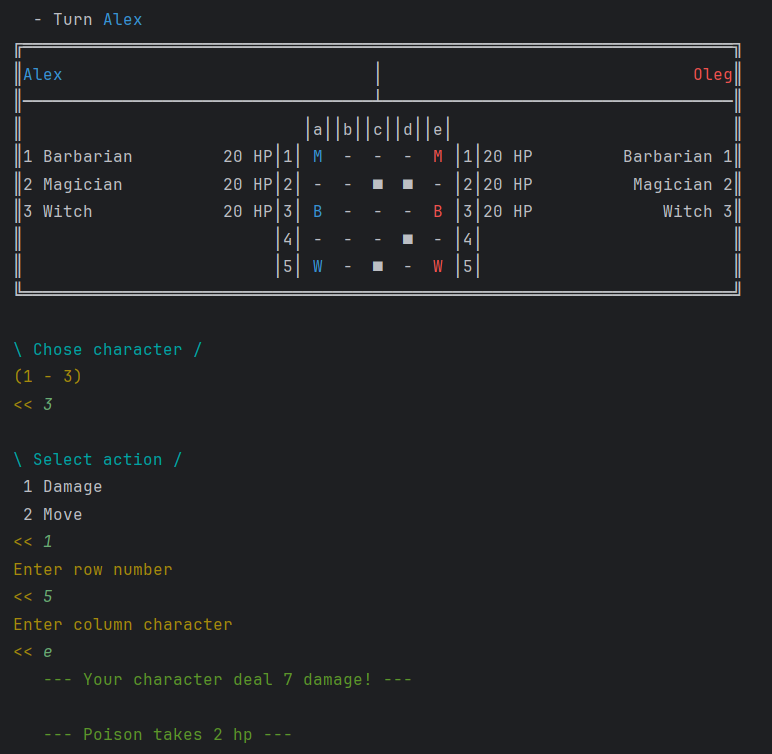 - Turn Alex
Alex | Oleg
|a||b||c||d||e|
1 Barbarian 20 HP|1| M - - - M |1|20 HP Barbarian 1
2 Magician 20 HP|2| - - ■ ■ - |2|20 HP Magician 2
3 Witch 20 HP|3| B - - - B |3|20 HP Witch 3
|4| - - - ■ - |4|
|5| W - ■ - W |5|
\ Chose character /
(1 - 3)
<< 3
\ Select action /
1 Damage
2 Move
<< 1
Enter row number
<< 5
Enter column character
<< e
--- Your character deal 7 damage! ---
--- Poison takes 2 hp ---